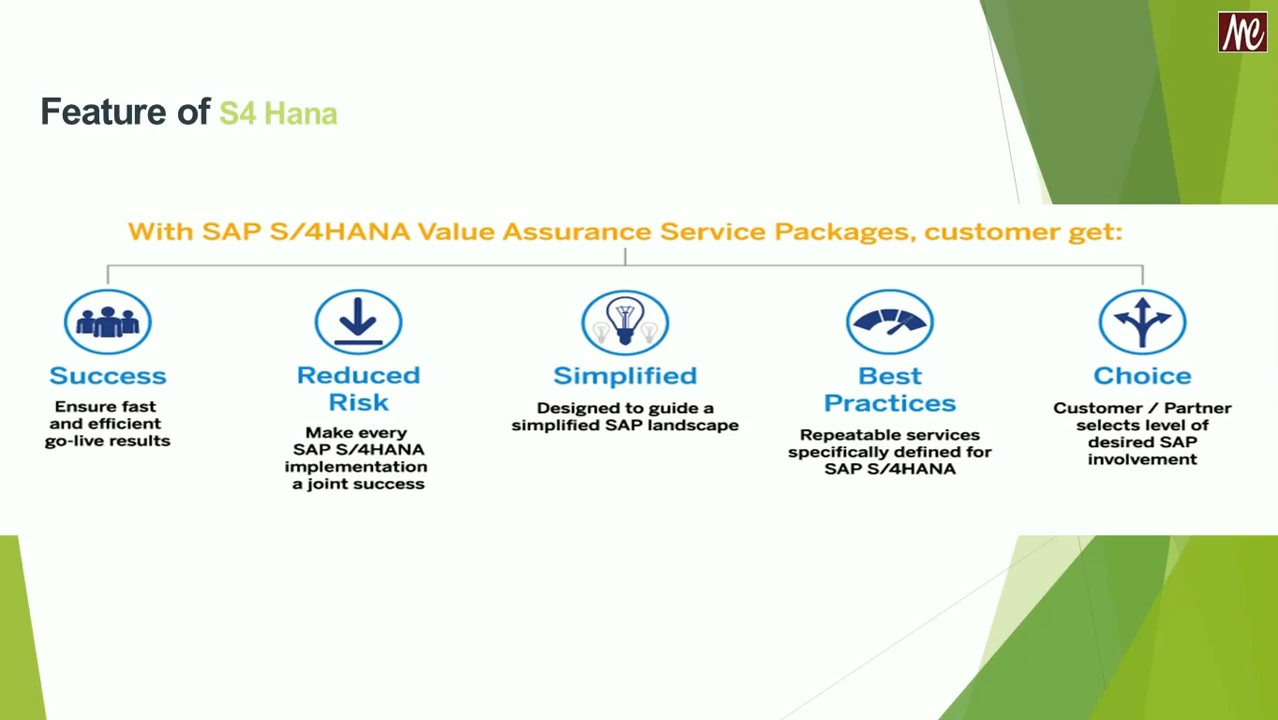 MC
Feature of S4 Hana
With SAP S/4HANA Value Assurance Service Packages, customer get:
Success
Ensure fast
and efficient
go-live results
Reduced
Risk
Make every
SAP S/4HANA
implementation
a joint success
Simplified
Designed to guide a
simplified SAP landscape
Best
Practices
Repeatable services
specifically defined for
SAP S/4HANA
Choice
Customer / Partner
selects level of
desired SAP
involvement